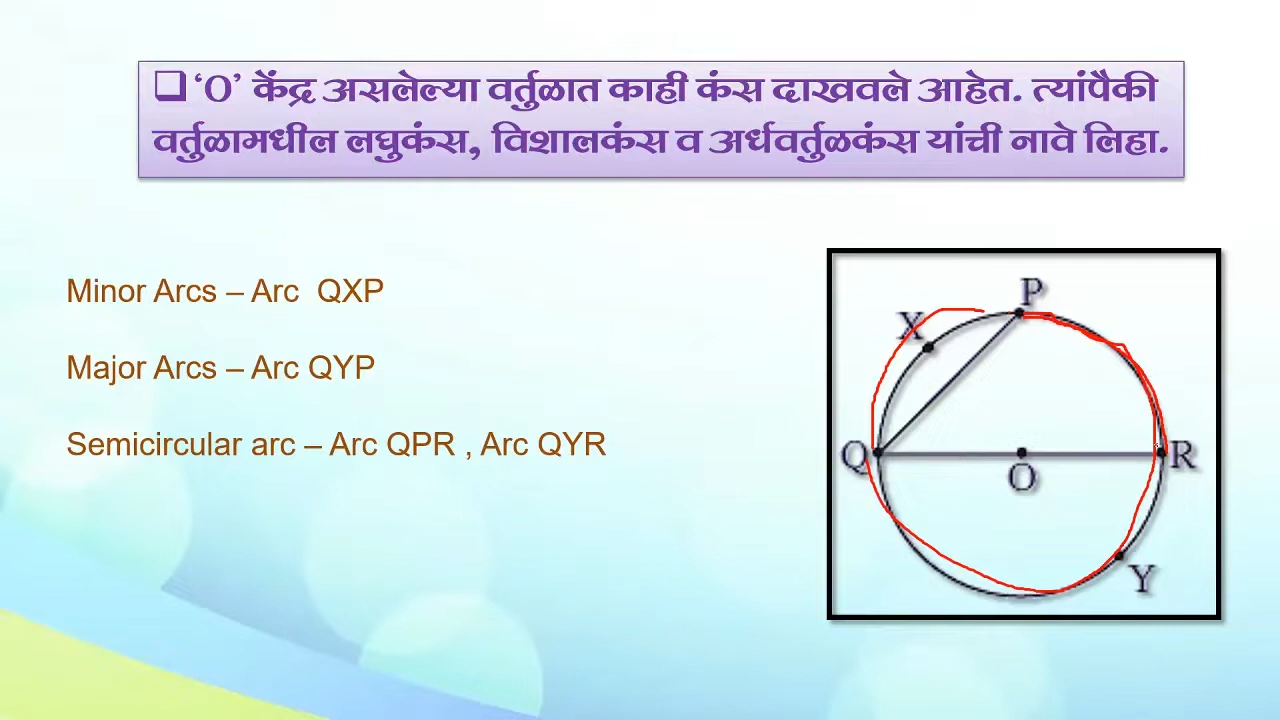 ‘O’ केंद्र असलेल्या वर्तुळात काही कंस दाखवले आहेत. त्यांपैकी
वर्तुळामधील लघुकंस, विशालकंस व अर्धवर्तुळकंस यांची नावे लिहा.
Minor Arcs – Arc QXP
Major Arcs – Arc QYP
Semicircular arc – Arc QPR , Arc QYR
P
X
Q
O
R
Y